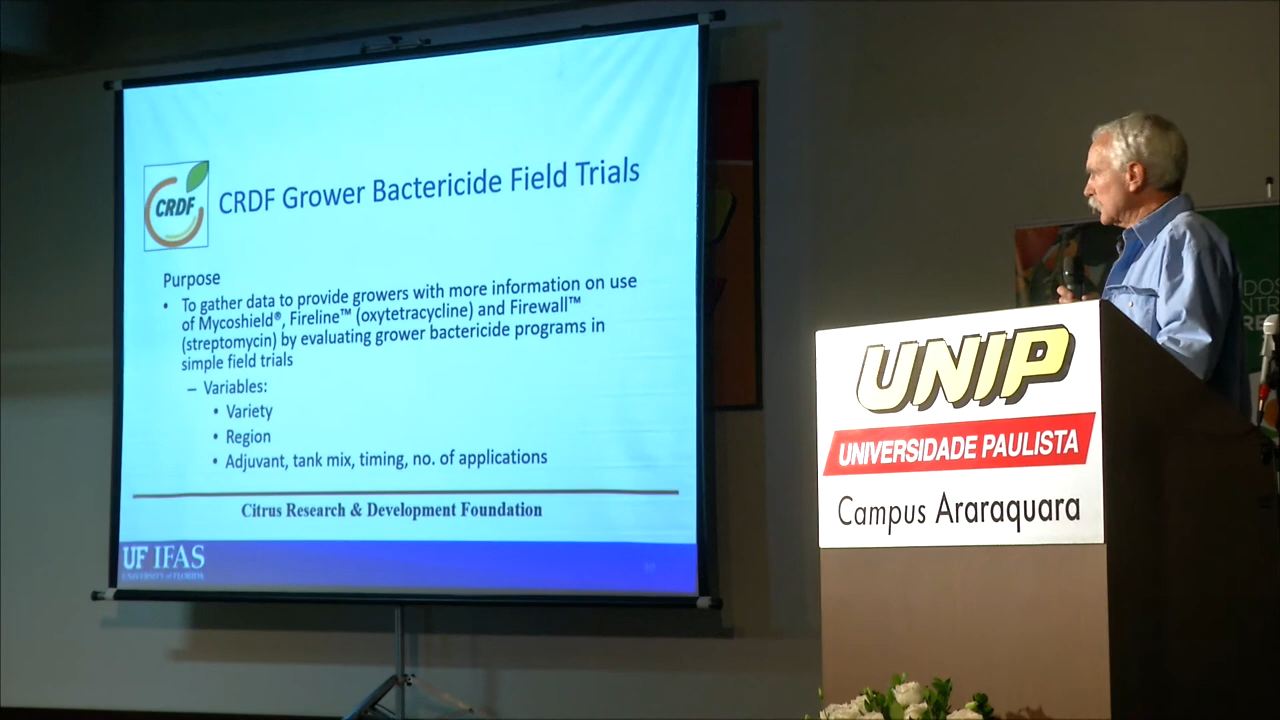 CRDF
CRDF Grower Bactericide Field Trials
Purpose
• To gather data to provide growers with more information on use
of Mycoshield®, Fireline™ (oxytetracycline) and Firewall™
(streptomycin) by evaluating grower bactericide programs in
simple field trials
– Variables:
• Variety
• Region
• Adjuvant, tank mix, timing, no. of applications
Citrus Research & Development Foundation
UF IFAS
UNIVERSITY of FLORIDA
UNIP
UNIVERSIDADE PAULISTA
Campus Araraquara
DOS
NTR
RE